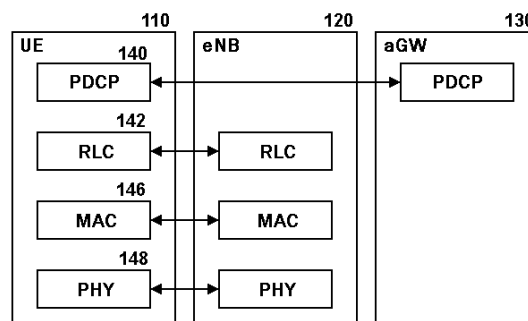 110 120 130
UE eNB aGW
140
PDCP PDCP
142
RLC RLC
146
MAC MAC
148
PHY PHY